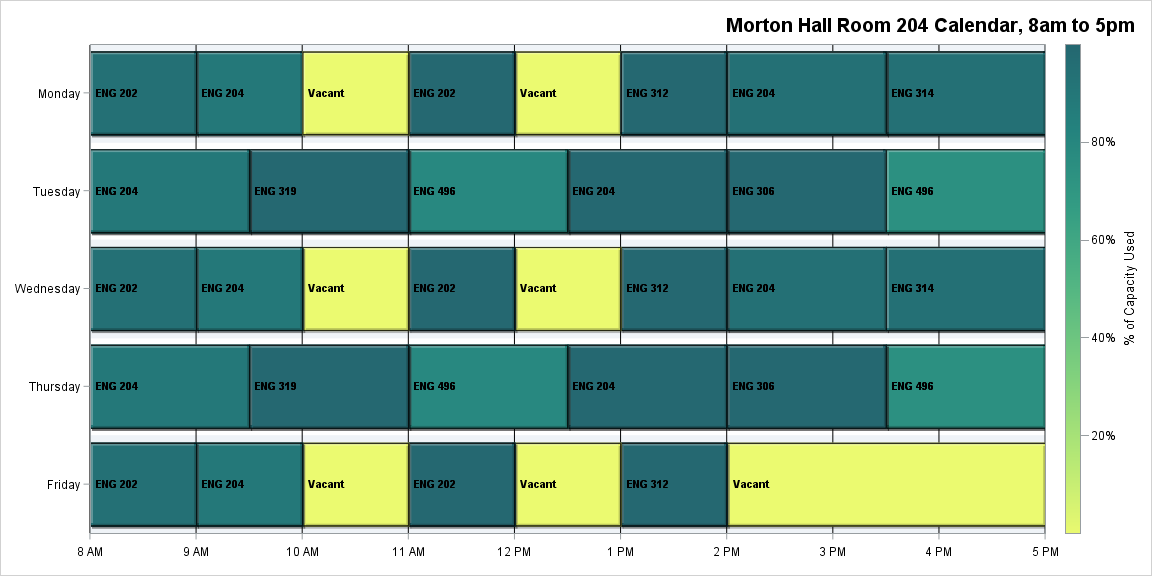 Morton Hall Room 204 Calendar, 8am to 5pm
Monday ENG 202 ENG 204 Vacant ENG 202 Vacant ENG 312 ENG 204 ENG 314
Tuesday ENG 204 ENG 319 ENG 496 ENG 204 ENG 306 ENG 496
Wednesday ENG 202 ENG 204 Vacant ENG 202 Vacant ENG 312 ENG 204 ENG 314
Thursday ENG 204 ENG 319 ENG 496 ENG 204 ENG 306 ENG 496
Friday ENG 202 ENG 204 Vacant ENG 202 Vacant ENG 312 Vacant
8 AM 9 AM 10 AM 11 AM 12 PM 1 PM 2 PM 3 PM 4 PM 5 PM
80%
60%
40%
20%
% of Capacity Used